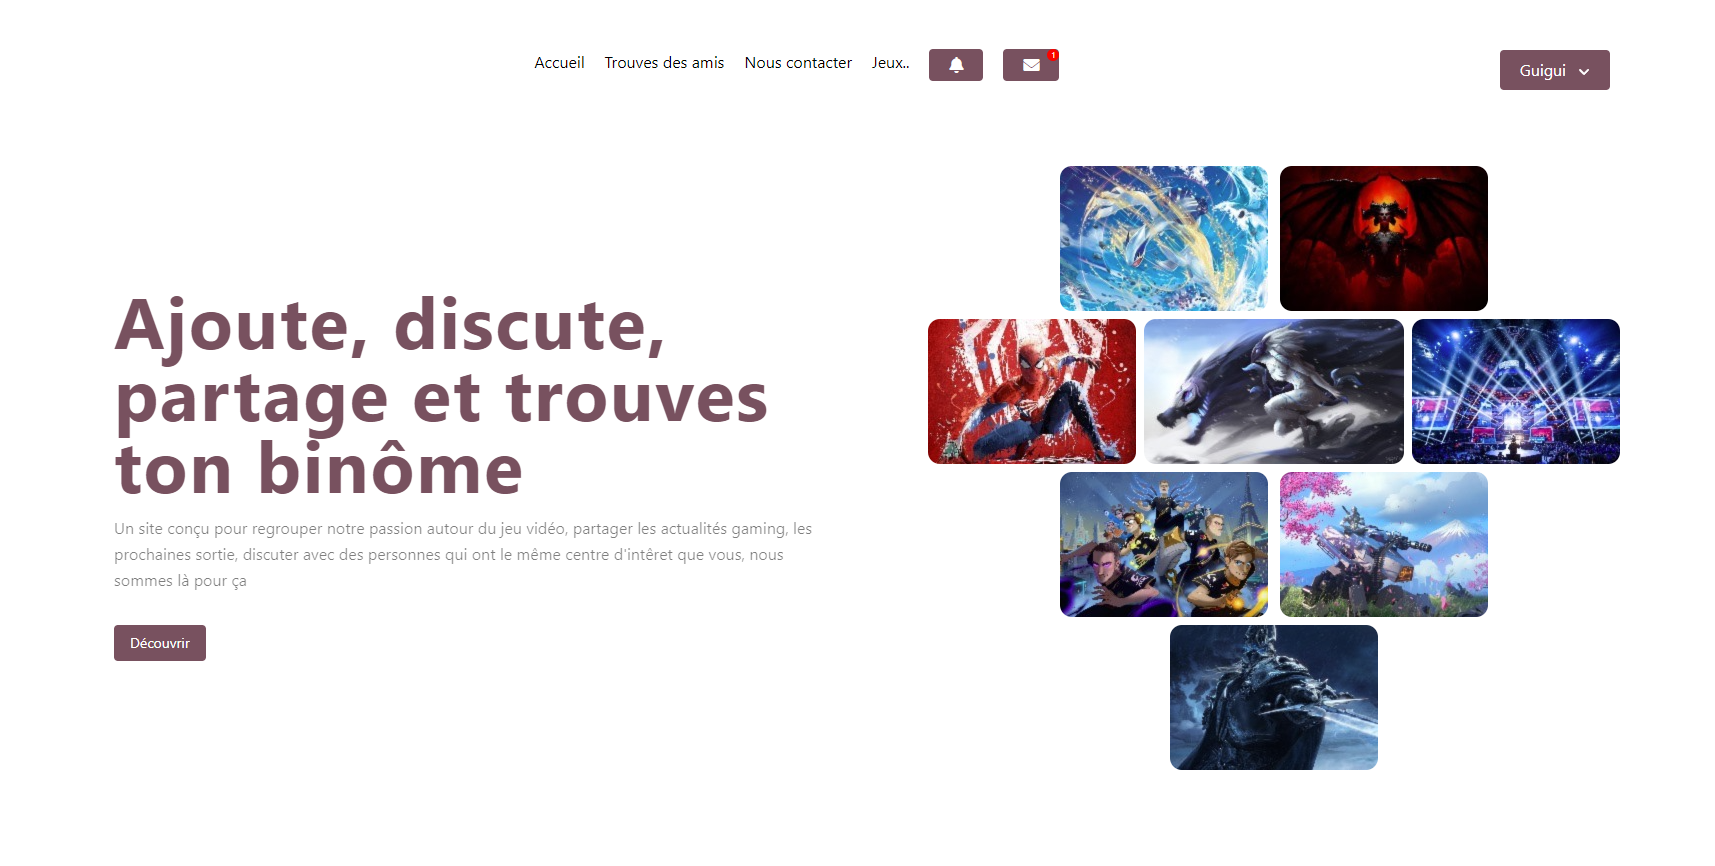 Accueil Trouves des amis Nous contacter Jeux.. 1 Guigui
Ajoute, discute,
partage et trouves
ton binôme
Un site conçu pour regrouper notre passion autour du jeu vidéo, partager les actualités gaming, les
prochaines sortie, discuter avec des personnes qui ont le même centre d'intêret que vous, nous
sommes là pour ça
Découvrir